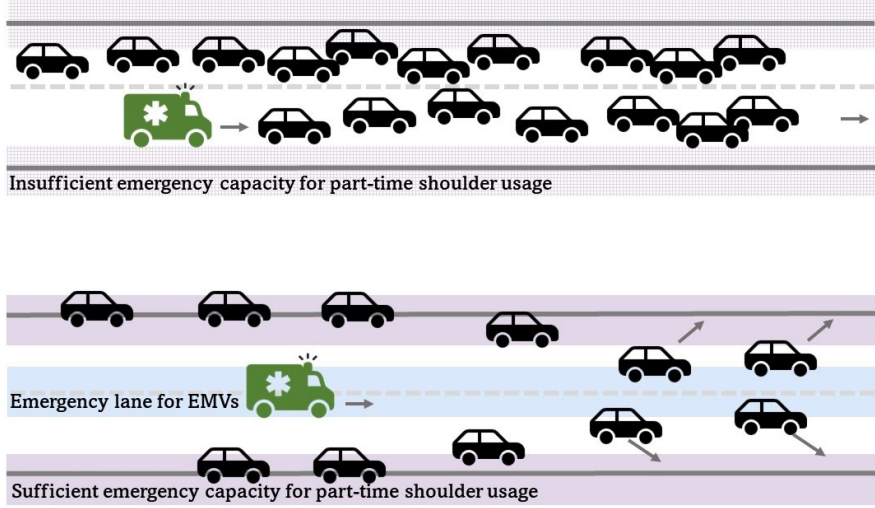 Insufficient emergency capacity for part-time shoulder usage
Emergency lane for EMVs
Sufficient emergency capacity for part-time shoulder usage